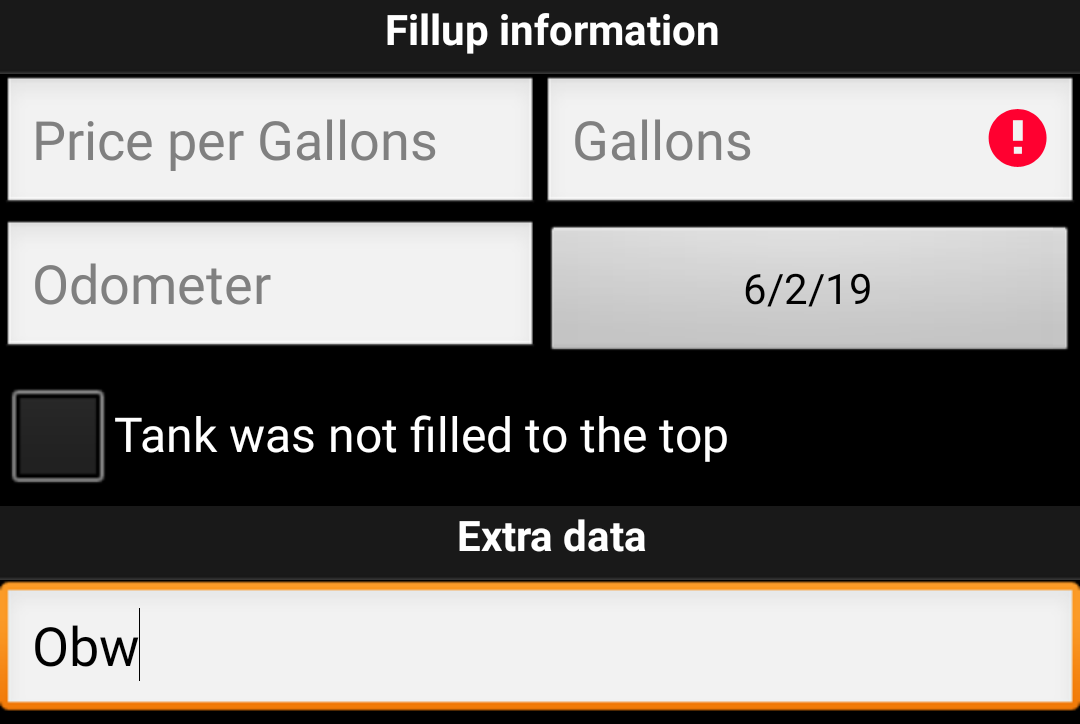 Fillup information
Price per Gallons
Gallons
Odometer
6/2/19
Tank was not filled to the top
Extra data
Obw